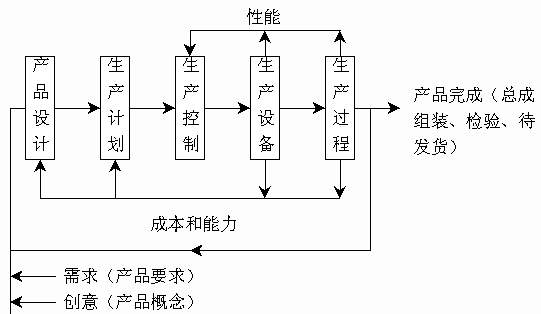 性能
产品设计
生产计划
生产控制
生产设备
生产过程
产品完成（总成
组装、检验、待
发货）
成本和能力
需求（产品要求）
创意（产品概念）